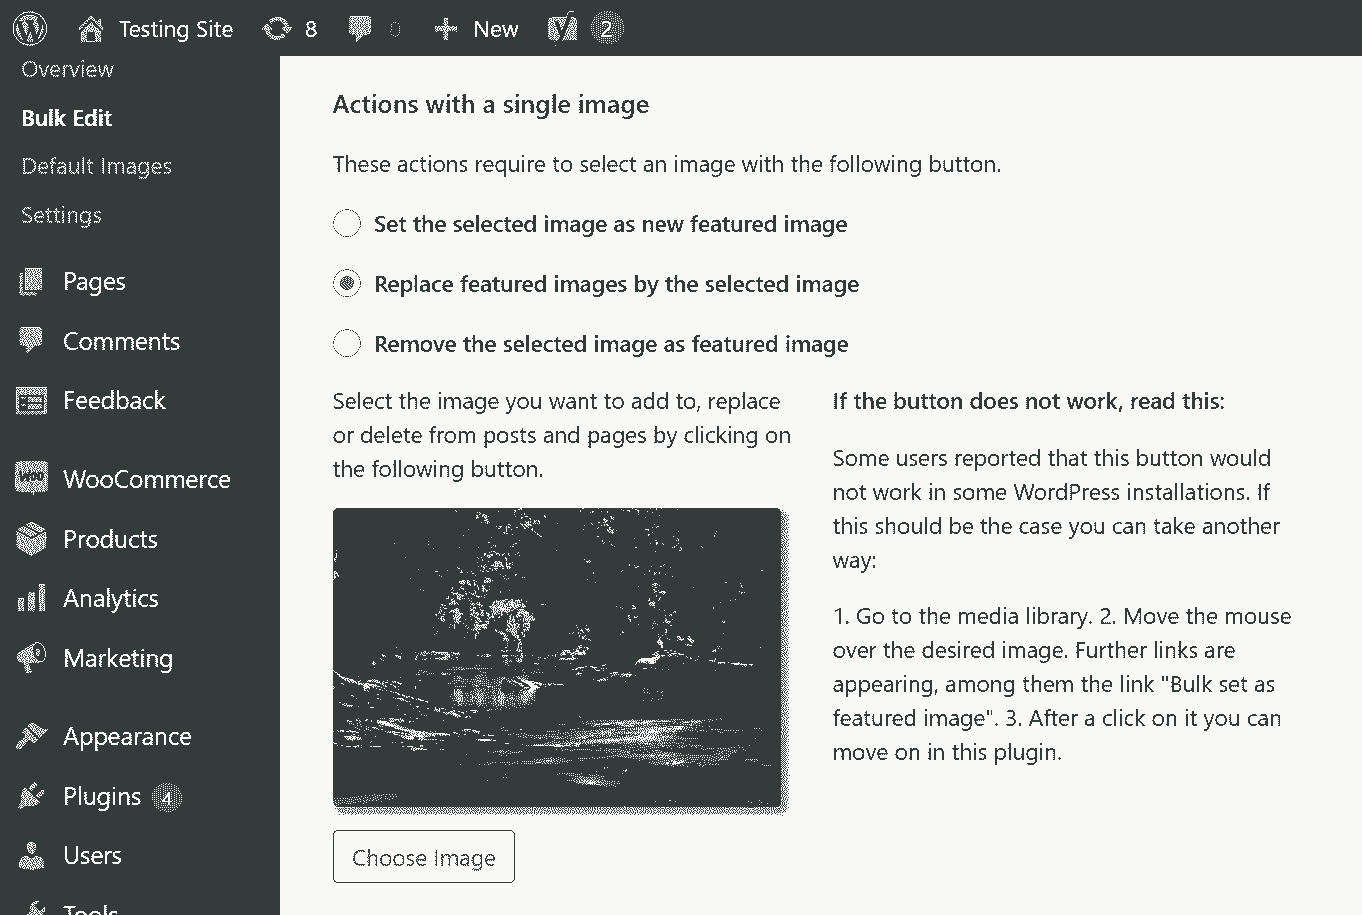 Testing Site 8 0 New 2
Overview
Bulk Edit
Default Images
Settings
Pages
Comments
Feedback
WooCommerce
Products
Analytics
Marketing
Appearance
Plugins 4
Users
Tools
Actions with a single image
These actions require to select an image with the following button.
Set the selected image as new featured image
Replace featured images by the selected image
Remove the selected image as featured image
Select the image you want to add to, replace
or delete from posts and pages by clicking on
the following button.
Choose Image
If the button does not work, read this:
Some users reported that this button would
not work in some WordPress installations. If
this should be the case you can take another
way:
1. Go to the media library. 2. Move the mouse
over the desired image. Further links are
appearing, among them the link "Bulk set as
featured image". 3. After a click on it you can
move on in this plugin.